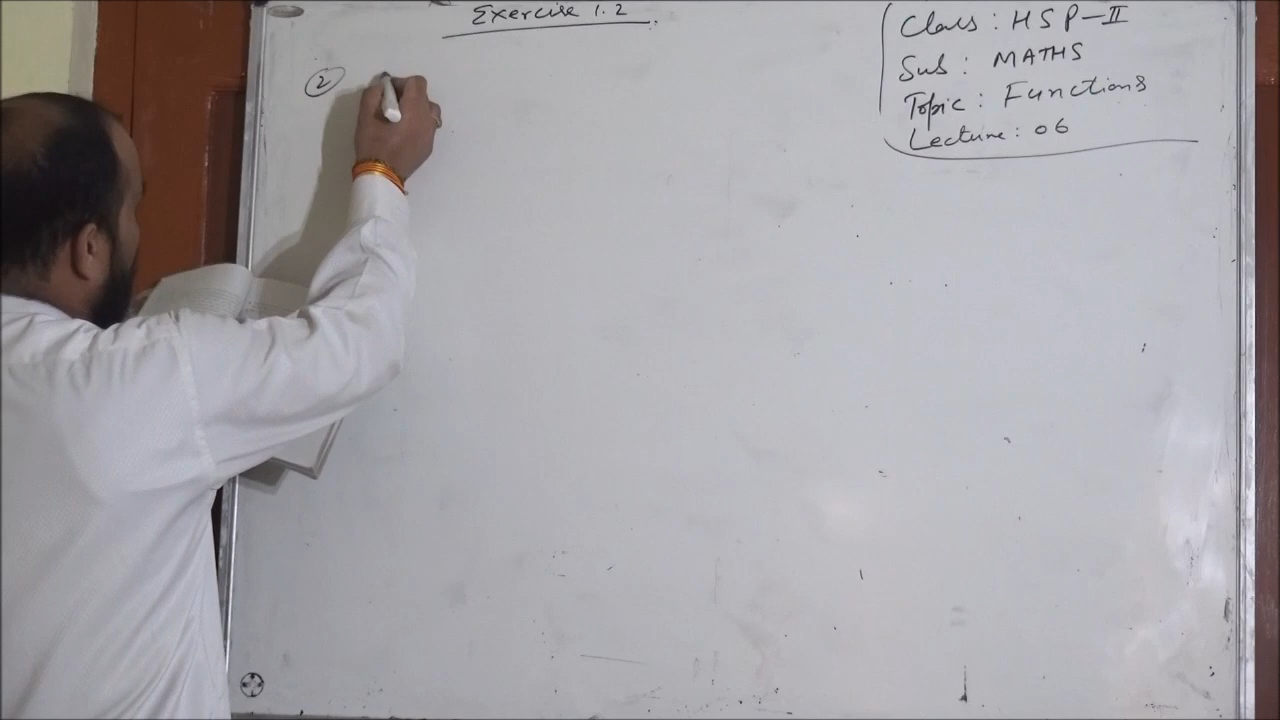 Exercise 1.2
Class : HSP-II
Sub : MATHS
Topic : Functions
Lecture : 06
2